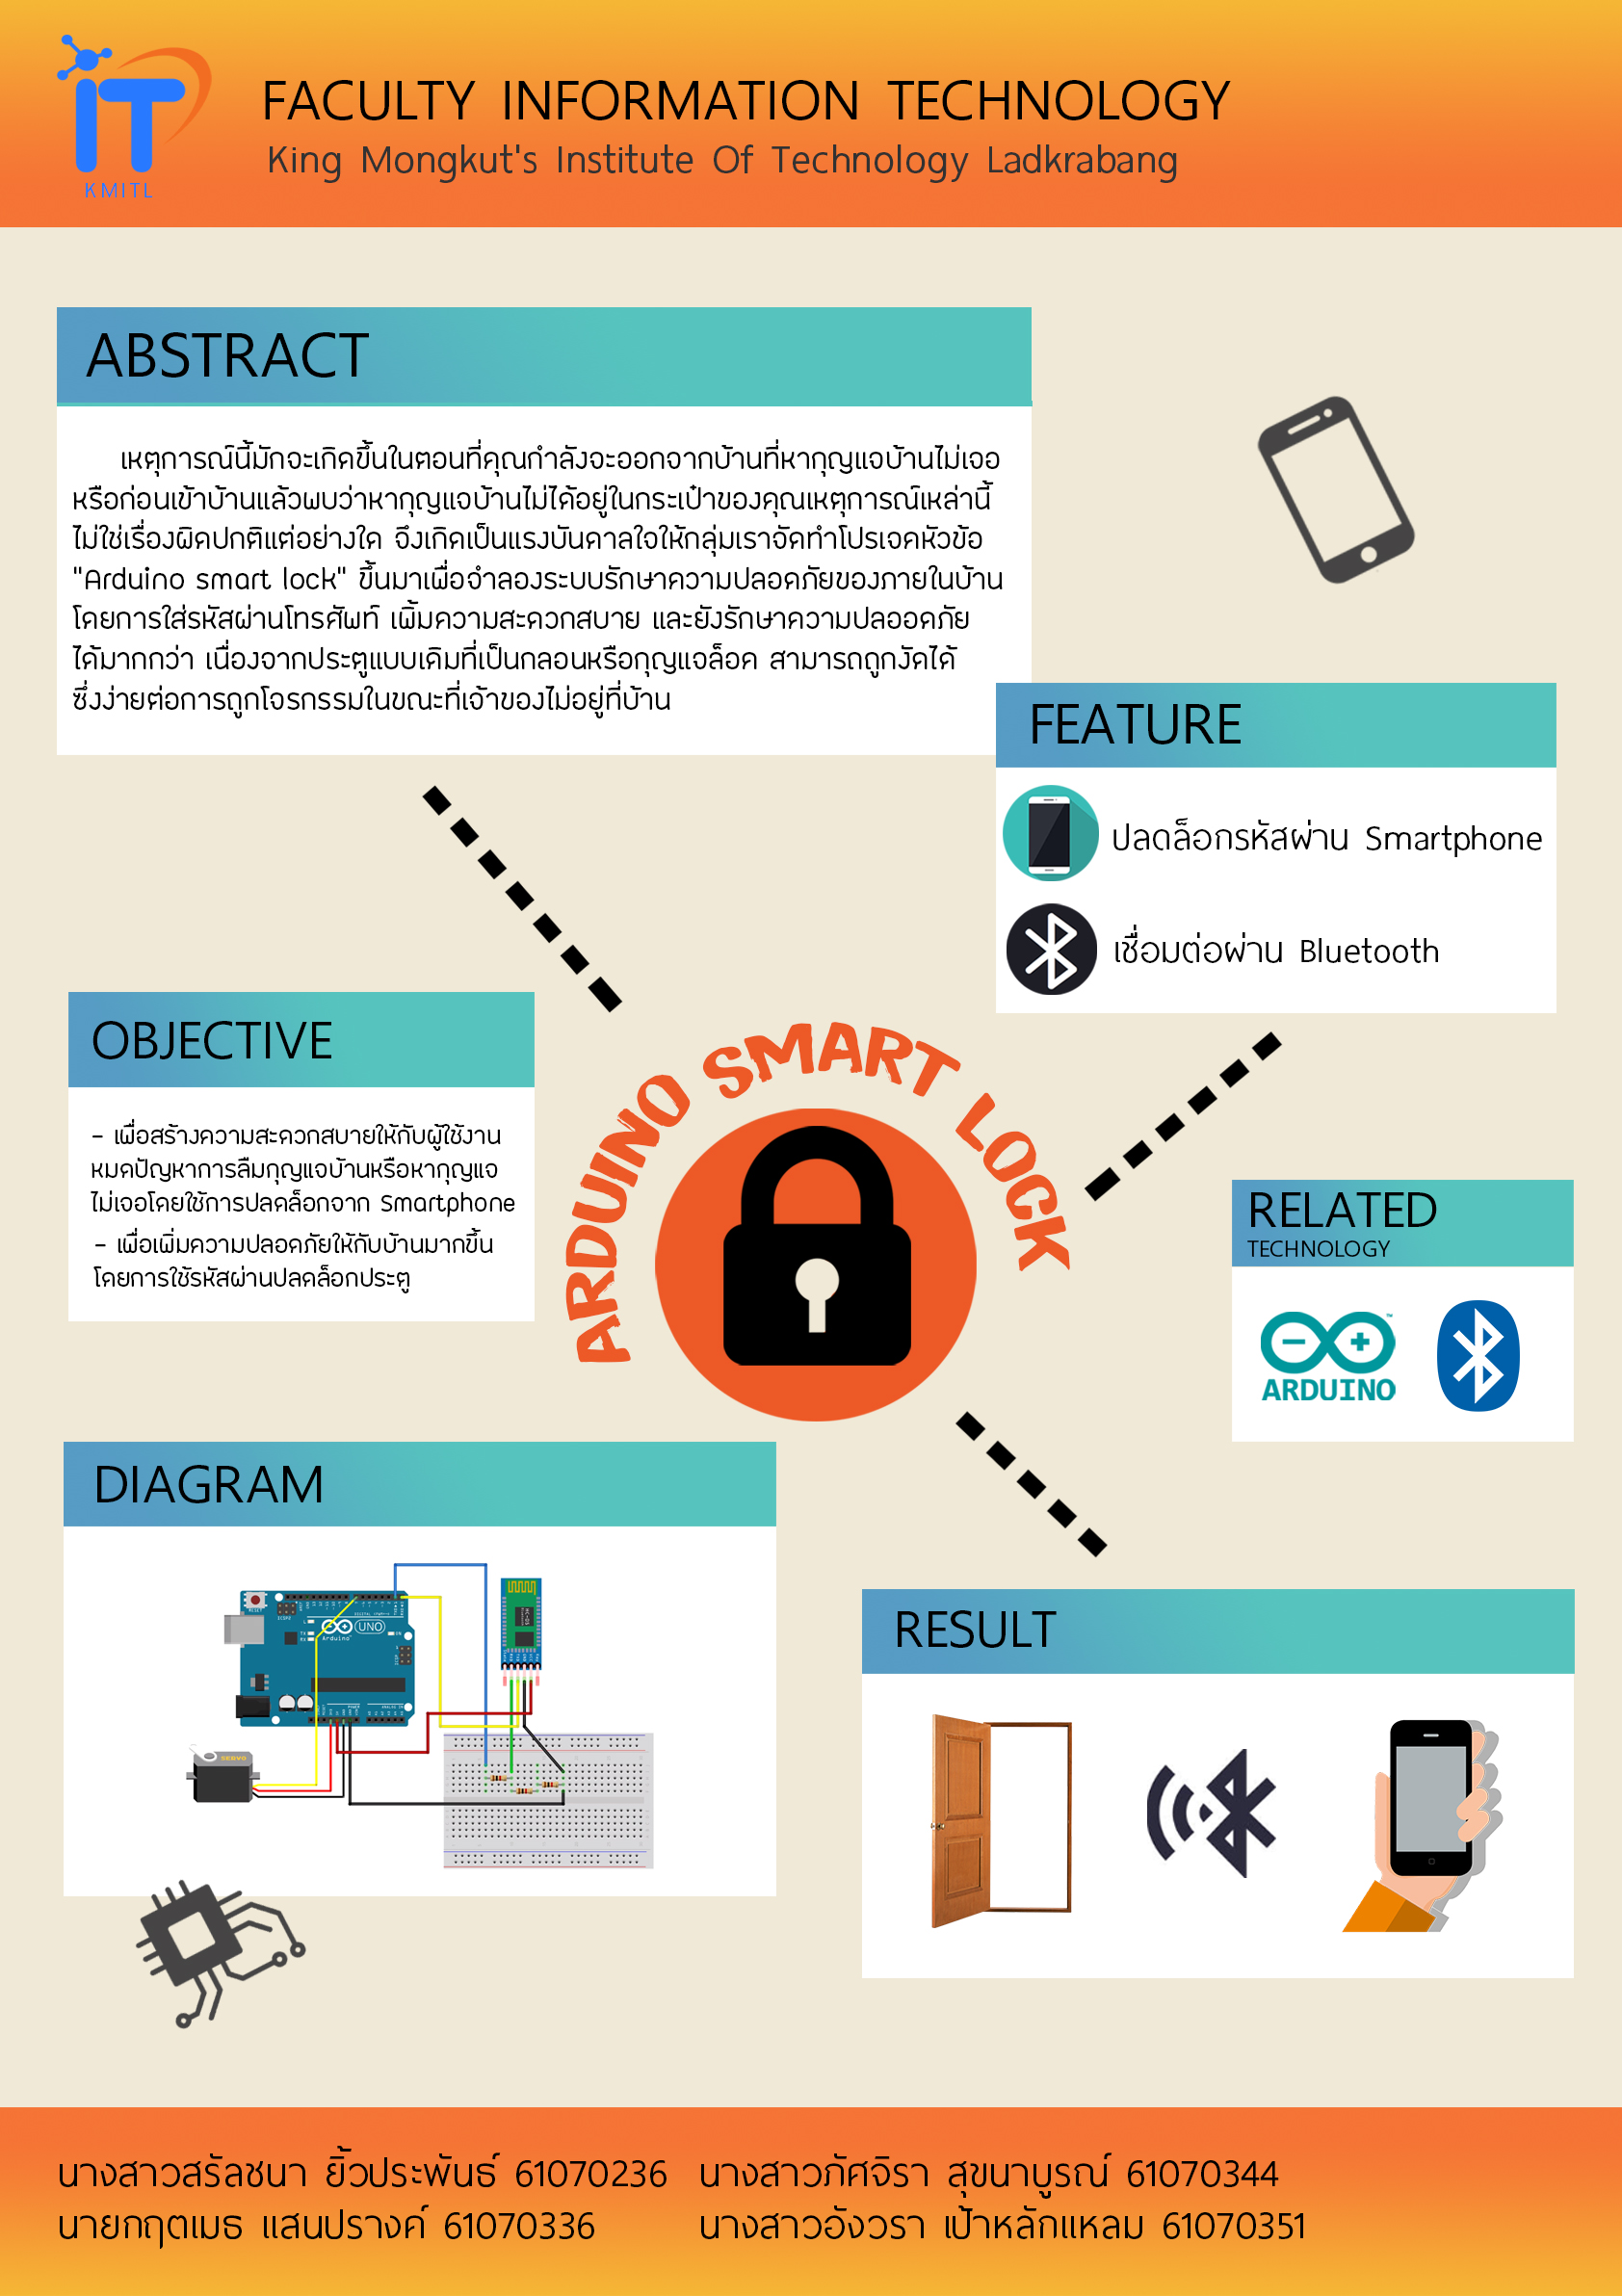 IT
KMITL
FACULTY INFORMATION TECHNOLOGY
King Mongkut's Institute Of Technology Ladkrabang
ABSTRACT
เหตุการณ์นี้มักจะเกิดขึ้นในตอนที่คุณกำลังจะออกจากบ้านที่หากุญแจบ้านไม่เจอ
หรือก่อนเข้าบ้านแล้วพบว่าหากุญแจบ้านไม่ได้อยู่ในกระเป๋าของคุณเหตุการณ์เหล่านี้
ไม่ใช่เรื่องผิดปกติแต่อย่างใด จึงเกิดเป็นแรงบันดาลใจให้กลุ่มเราจัดทำโปรเจคหัวข้อ
"Arduino smart lock" ขึ้นมาเผื่อจำลองระบบรักษาความปลอดภัยของภายในบ้าน
โดยการใส่รหัสผ่านโทรศัพท์ เพิ้มความสะดวกสบาย และยังรักษาความปลออดภัย
ได้มากกว่า เนื่องจากประตูแบบเดิมที่เป็นกลอนหรือกุญแจล็อค สามารถถูกงัดได้
ซึ่งง่ายต่อการถูกโจรกรรมในขณะที่เจ้าของไม่อยู่ที่บ้าน
FEATURE
ปลดล็อกรหัสผ่าน Smartphone
เชื่อมต่อผ่าน Bluetooth
OBJECTIVE
- เพื่อสร้างความสะดวกสบายให้กับผู้ใช้งาน
หมดปัญหาการลืมกุญแจบ้านหรือหากุญแจ
ไม่เจอโดยใช้การปลดล็อกจาก Smartphone
- เพื่อเพิ่มความปลอดภัยให้กับบ้านมากขึ้น
โดยการใช้รหัสผ่านปลดล็อกประตู
ARDUINO SMART LOCK
RELATED
TECHNOLOGY
ARDUINO
DIAGRAM
UNO
Arduino
SERVO
HC-05
RESULT
นางสาวสรัลชนา ยิ้วประพันธ์ 61070236 นางสาวภัศจิรา สุขนาบูรณ์ 61070344
นายกฤตเมธ แสนปรางค์ 61070336 นางสาวอังวรา เป้าหลักแหลม 61070351